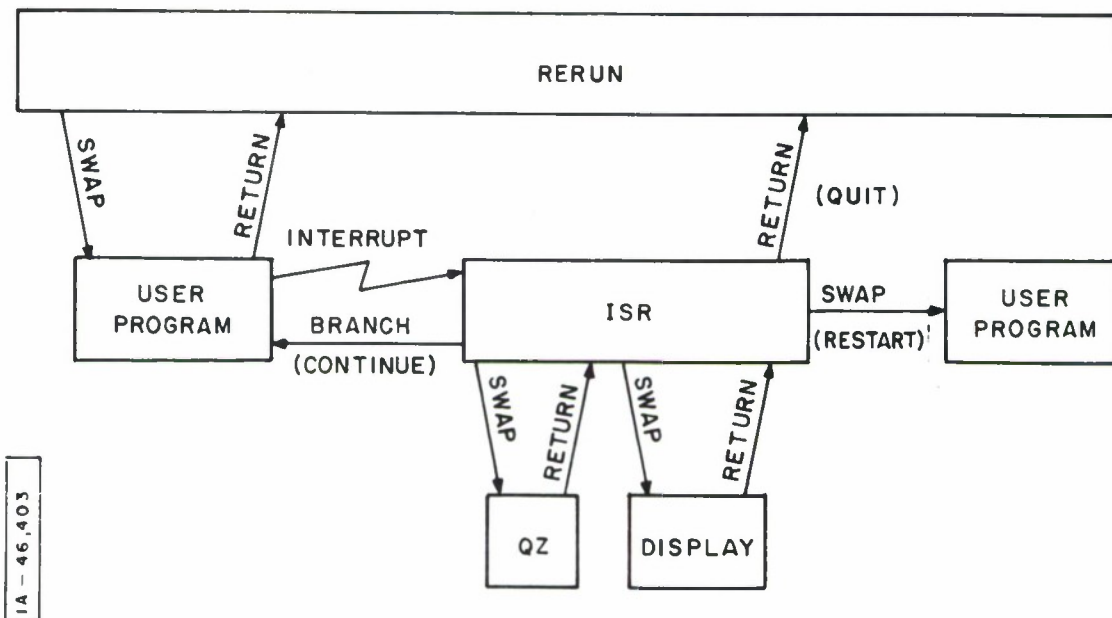 RERUN
SWAP
RETURN
RETURN
(QUIT)
INTERRUPT
USER
PROGRAM
BRANCH
(CONTINUE)
ISR
SWAP
(RESTART)
USER
PROGRAM
SWAP
RETURN
SWAP
RETURN
QZ
DISPLAY
IA - 46,403